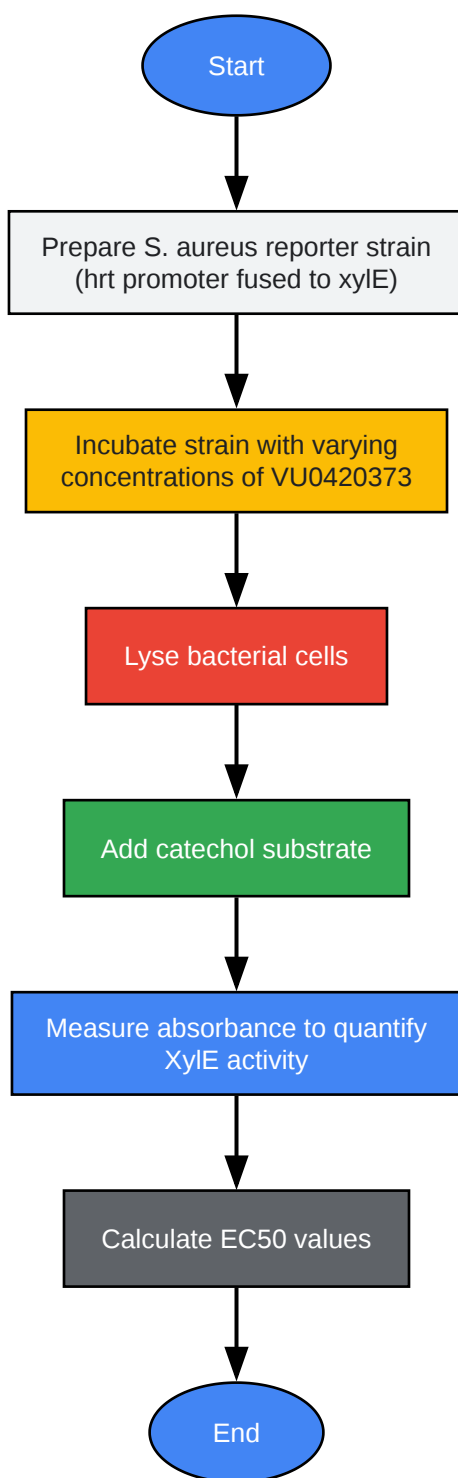 Start
Prepare S. aureus reporter strain
(hrt promoter fused to xylE)
Incubate strain with varying
concentrations of VU0420373
Lyse bacterial cells
Add catechol substrate
Measure absorbance to quantify
XylE activity
Calculate EC50 values
End